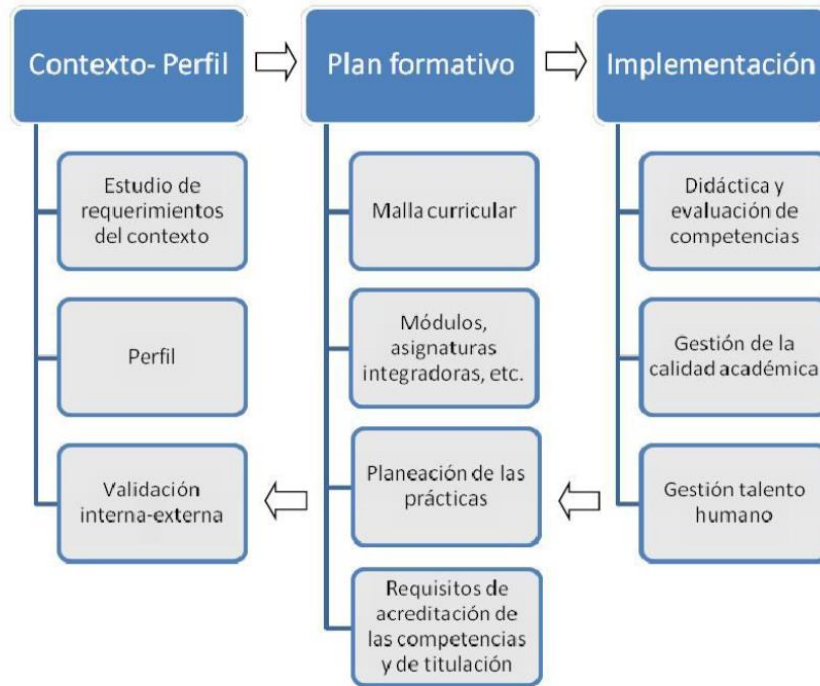 Contexto- Perfil
Plan formativo
Implementación
Estudio de
requerimientos
del contexto
Perfil
Validación
interna-externa
Malla curricular
Módulos,
asignaturas
integradoras, etc.
Planeación de las
prácticas
Requisitos de
acreditación de
las competencias
y de titulación
Didáctica y
evaluación de
competencias
Gestión de la
calidad académica
Gestión talento
humano